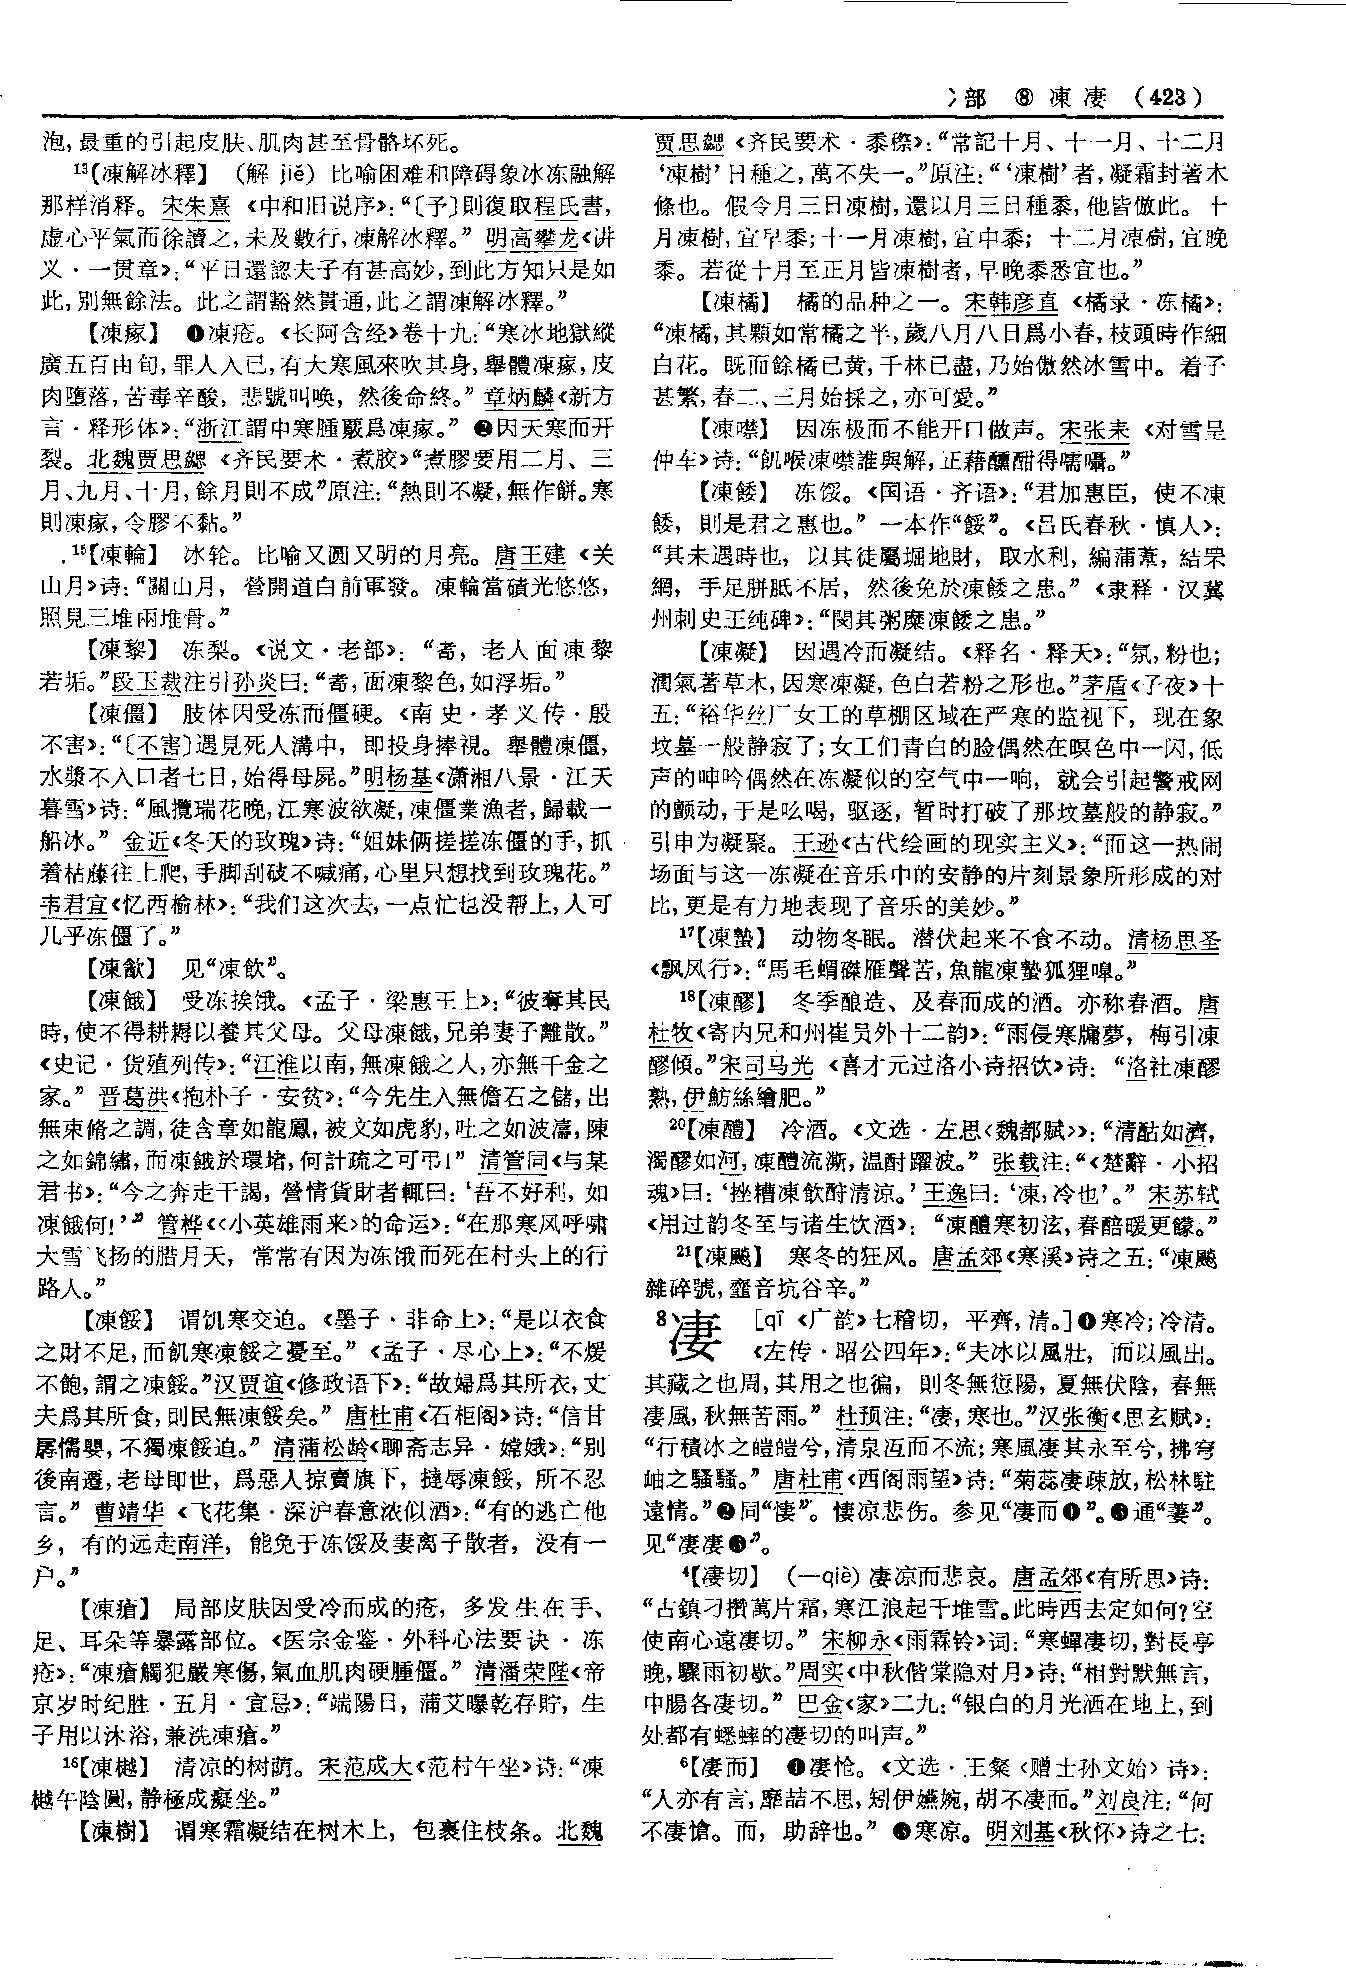 冫部 ⑧ 凍凄 (423)
泡,最重的引起皮肤、肌肉甚至骨骼坏死。
¹³【凍解冰釋】 (解 jiě) 比喻困难和障碍象冰冻融解
那样消释。宋朱熹《中和旧说序》:“〔予〕則復取程氏書,
虚心平氣而徐讀之,未及數行,凍解冰釋。”明高攀龙《讲
义·一貫章》:“平日還認夫子有甚高妙,到此方知只是如
此,别無餘法。此之謂豁然貫通,此之謂凍解冰釋。”
【凍瘃】 ❶凍疮。《长阿含经》卷十九:“寒冰地獄縱
廣五百由旬,罪人入已,有大寒風來吹其身,舉體凍瘃,皮
肉墮落,苦毒辛酸,悲號叫唤,然後命終。”章炳麟《新方
言·释形体》:“浙江謂中寒腫覈爲凍瘃。”❷因天寒而开
裂。北魏贾思勰《齐民要术·煮胶》“煮膠要用二月、三
月、九月、十月,餘月則不成”原注:“熱則不凝,無作餅。寒
則凍瘃,令膠不黏。”
¹⁵【凍輪】 冰轮。比喻又圆又明的月亮。唐王建《关
山月》诗:“關山月,營開道白前軍發。凍輪當磧光悠悠,
照見三堆兩堆骨。”
【凍黎】 冻梨。《说文·老部》:“耇,老人面凍黎
若垢。”段玉裁注引孙炎曰:“耇,面凍黎色,如浮垢。”
【凍僵】 肢体因受冻而僵硬。《南史·孝义传·殷
不害》:“〔不害〕遇見死人溝中,即投身捧視。舉體凍僵,
水漿不入口者七日,始得母屍。”明杨基《瀟湘八景·江天
暮雪》诗:“風攪瑞花晚,江寒波欲凝,凍僵業漁者,歸載一
船冰。”金近《冬天的玫瑰》诗:“姐妹俩搓搓冻僵的手,抓
着枯藤往上爬,手脚刮破不喊痛,心里只想找到玫瑰花。”
韦君宜《忆西榆林》:“我们这次去,一点忙也没帮上,人可
几乎冻僵了。”
【凍㱃】 见“凍飲”。
【凍餓】 受冻挨饿。《孟子·梁惠王上》:“彼奪其民
時,使不得耕耨以養其父母。父母凍餓,兄弟妻子離散。”
《史记·货殖列传》:“江淮以南,無凍餓之人,亦無千金之
家。”晋葛洪《抱朴子·安贫》:“今先生入無儋石之儲,出
無束脩之調,徒含章如龍鳳,被文如虎豹,吐之如波濤,陳
之如錦繡,而凍餓於環堵,何計疏之可弔!”清管同《与某
君书》:“今之奔走干謁,營情貨財者輒曰:‘吾不好利,如
凍餓何!’”管桦《〈小英雄雨来〉的命运》:“在那寒风呼啸
大雪飞扬的腊月天,常常有因为冻饿而死在村头上的行
路人。”
【凍餒】 谓饥寒交迫。《墨子·非命上》:“是以衣食
之財不足,而飢寒凍餒之憂至。”《孟子·尽心上》:“不煖
不飽,謂之凍餒。”汉贾谊《修政语下》:“故婦爲其所衣,丈
夫爲其所食,則民無凍餒矣。”唐杜甫《石柜阁》诗:“信甘
孱懦嬰,不獨凍餒迫。”清蒲松龄《聊斋志异·嫦娥》:“别
後南遷,老母即世,爲惡人掠賣旗下,撻辱凍餒,所不忍
言。”曹靖华《飞花集·深沪春意浓似酒》:“有的逃亡他
乡,有的远走南洋,能免于冻馁及妻离子散者,没有一
户。”
【凍瘡】 局部皮肤因受冷而成的疮,多发生在手、
足、耳朵等暴露部位。《医宗金鉴·外科心法要诀·冻
疮》:“凍瘡觸犯嚴寒傷,氣血肌肉硬腫僵。”清潘荣陛《帝
京岁时纪胜·五月·宜忌》:“端陽日,蒲艾曝乾存貯,生
子用以沐浴,兼洗凍瘡。”
¹⁶【凍樾】 清凉的树荫。宋范成大《范村午坐》诗:“凍
樾午陰圓,静極成癡坐。”
【凍樹】 谓寒霜凝结在树木上,包裹住枝条。北魏
贾思勰《齐民要术·黍穄》:“常記十月、十一月、十二月
‘凍樹’日種之,萬不失一。”原注:“‘凍樹’者,凝霜封著木
條也。假令月三日凍樹,還以月三日種黍,他皆倣此。十
月凍樹,宜早黍;十一月凍樹,宜中黍;十二月凍樹,宜晚
黍。若從十月至正月皆凍樹者,早晚黍悉宜也。”
【凍橘】 橘的品种之一。宋韩彦直《橘录·冻橘》:
“凍橘,其顆如常橘之半,歲八月八日爲小春,枝頭時作細
白花。既而餘橘已黄,千林已盡,乃始傲然冰雪中。着子
甚繁,春二、三月始採之,亦可愛。”
【凍噤】 因冻极而不能开口做声。宋张耒《对雪呈
仲车》诗:“飢喉凍噤誰與解,正藉醺酣得嚅囁。”
【凍餧】 冻馁。《国语·齐语》:“君加惠臣,使不凍
餧,則是君之惠也。”一本作“餒”。《吕氏春秋·慎人》:
“其未遇時也,以其徒屬堀地財,取水利,編蒲葦,結罘
網,手足胼胝不居,然後免於凍餧之患。”《隶释·汉冀
州刺史王纯碑》:“閔其粥糜凍餧之患。”
【凍凝】 因遇冷而凝结。《释名·释天》:“氛,粉也;
潤氣著草木,因寒凍凝,色白若粉之形也。”茅盾《子夜》十
五:“裕华丝厂女工的草棚区域在严寒的监视下,现在象
坟墓一般静寂了;女工们青白的脸偶然在暝色中一闪,低
声的呻吟偶然在冻凝似的空气中一响,就会引起警戒网
的颤动,于是吆喝,驱逐,暂时打破了那坟墓般的静寂。”
引申为凝聚。王逊《古代绘画的现实主义》:“而这一热闹
场面与这一冻凝在音乐中的安静的片刻景象所形成的对
比,更是有力地表现了音乐的美妙。”
¹⁷【凍蟄】 动物冬眠。潜伏起来不食不动。清杨思圣
《飘风行》:“馬毛蝟磔雁聲苦,魚龍凍蟄狐狸嗥。”
¹⁸【凍醪】 冬季酿造、及春而成的酒。亦称春酒。唐
杜牧《寄内兄和州崔员外十二韵》:“雨侵寒牖夢,梅引凍
醪傾。”宋司马光《喜才元过洛小诗招饮》诗:“洛社凍醪
熟,伊魴絲鱠肥。”
²⁰【凍醴】 冷酒。《文选·左思〈魏都赋〉》:“清酤如濟,
濁醪如河,凍醴流澌,温酎躍波。”张载注:“《楚辭·小招
魂》曰:‘挫糟凍飲酎清凉。’王逸曰:‘凍,冷也’。”宋苏轼
《用过韵冬至与诸生饮酒》:“凍醴寒初泫,春醅暖更饛。”
²¹【凍飈】 寒冬的狂风。唐孟郊《寒溪》诗之五:“凍飈
雜碎號,虀音坑谷辛。”
⁸凄 [qī 《广韵》七稽切,平齊,清。]❶寒冷;冷清。
《左传·昭公四年》:“夫冰以風壯,而以風出。
其藏之也周,其用之也徧,則冬無愆陽,夏無伏陰,春無
凄風,秋無苦雨。”杜预注:“凄,寒也。”汉张衡《思玄赋》:
“行積冰之皚皚兮,清泉沍而不流;寒風凄其永至兮,拂穹
岫之騷騷。”唐杜甫《西阁雨望》诗:“菊蕊凄疎放,松林駐
遠情。”❷同“悽”。悽凉悲伤。参见“凄而❶”。❸通“萋”。
见“凄凄❸”。
⁴【凄切】 (—qiè) 凄凉而悲哀。唐孟郊《有所思》诗:
“古鎮刁攢萬片霜,寒江浪起千堆雪。此時西去定如何?空
使南心遠凄切。”宋柳永《雨霖铃》词:“寒蟬凄切,對長亭
晚,驟雨初歇。”周实《中秋偕棠隐对月》诗:“相對默無言,
中腸各凄切。”巴金《家》二九:“银白的月光洒在地上,到
处都有蟋蟀的凄切的叫声。”
⁶【凄而】 ❶凄怆。《文选·王粲〈赠士孙文始〉诗》:
“人亦有言,靡喆不思,矧伊嬿婉,胡不凄而。”刘良注:“何
不凄愴。而,助辞也。”❷寒凉。明刘基《秋怀》诗之七: